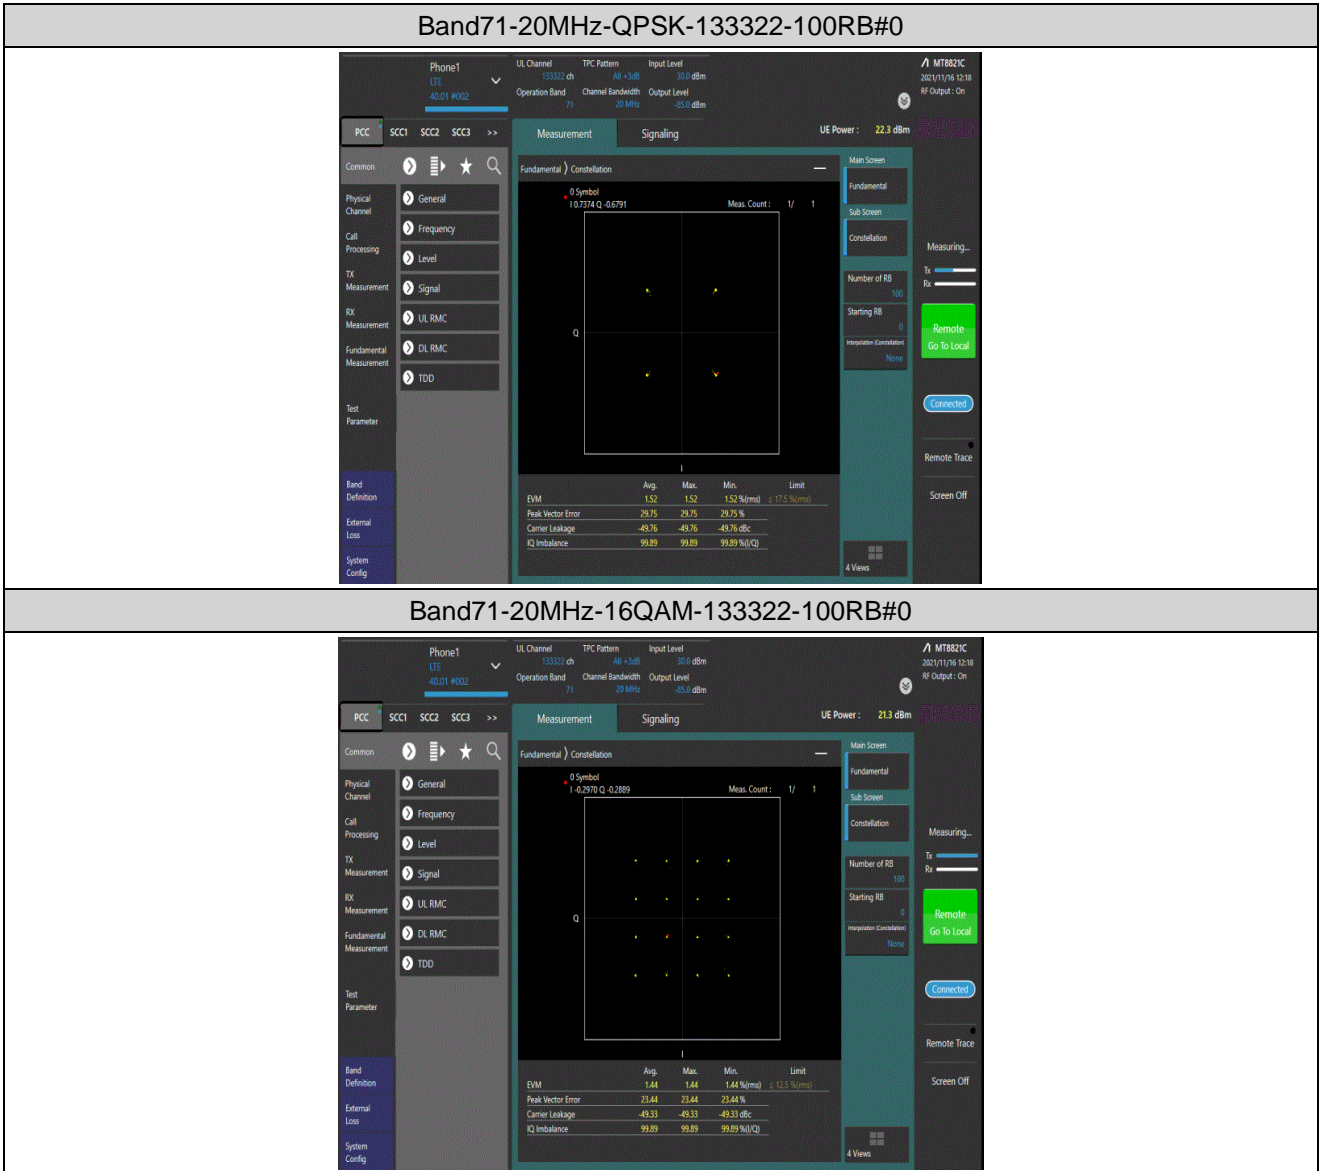 Band71-20MHz-QPSK-133322-100RB#0
Phone1
LTE
40.01 #002
UL Channel TPC Pattern Input Level
133322 ch All +3dB 30.0 dBm
Operation Band Channel Bandwidth Output Level
71 20 MHz -85.0 dBm
MT8821C
2021/11/16 12:18
RF Output : On
PCC SCC1 SCC2 SCC3 >>
Measurement Signaling
UE Power : 22.3 dBm
Common
Physical
Channel
Call
Processing
TX
Measurement
RX
Measurement
Fundamental
Measurement
Test
Parameter
Band
Definition
External
Loss
System
Config
General
Frequency
Level
Signal
UL RMC
DL RMC
TDD
Fundamental ⟩ Constellation
0 Symbol
I 0.7374 Q -0.6791 Meas. Count : 1/ 1
Q
I
Avg. Max. Min. Limit
EVM 1.52 1.52 1.52 %(rms) ≤ 17.5 %(rms)
Peak Vector Error 29.75 29.75 29.75 %
Carrier Leakage -49.76 -49.76 -49.76 dBc
IQ Imbalance 99.89 99.89 99.89 %(I/Q)
Main Screen
Fundamental
Sub Screen
Constellation
Number of RB
100
Starting RB
0
Interpolation (Constellation)
None
4 Views
Measuring...
Tx
Rx
Remote
Go To Local
Connected
Remote Trace
Screen Off
Band71-20MHz-16QAM-133322-100RB#0
Phone1
LTE
40.01 #002
UL Channel TPC Pattern Input Level
133322 ch All +3dB 30.0 dBm
Operation Band Channel Bandwidth Output Level
71 20 MHz -85.0 dBm
MT8821C
2021/11/16 12:18
RF Output : On
PCC SCC1 SCC2 SCC3 >>
Measurement Signaling
UE Power : 21.3 dBm
Common
Physical
Channel
Call
Processing
TX
Measurement
RX
Measurement
Fundamental
Measurement
Test
Parameter
Band
Definition
External
Loss
System
Config
General
Frequency
Level
Signal
UL RMC
DL RMC
TDD
Fundamental ⟩ Constellation
0 Symbol
I -0.2970 Q -0.2889 Meas. Count : 1/ 1
Q
I
Avg. Max. Min. Limit
EVM 1.44 1.44 1.44 %(rms) ≤ 12.5 %(rms)
Peak Vector Error 23.44 23.44 23.44 %
Carrier Leakage -49.33 -49.33 -49.33 dBc
IQ Imbalance 99.89 99.89 99.89 %(I/Q)
Main Screen
Fundamental
Sub Screen
Constellation
Number of RB
100
Starting RB
0
Interpolation (Constellation)
None
4 Views
Measuring...
Tx
Rx
Remote
Go To Local
Connected
Remote Trace
Screen Off